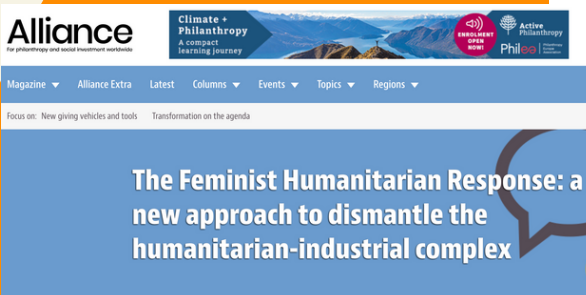 Alliance
For philanthropy and social investment worldwide
Climate +
Philanthropy
A compact
learning journey
ENROLMENT
OPEN
NOW!
Active
Philanthropy
Philea
Magazine Alliance Extra Latest Columns Events Topics Regions
Focus on: New giving vehicles and tools Transformation on the agenda
The Feminist Humanitarian Response: a
new approach to dismantle the
humanitarian-industrial complex